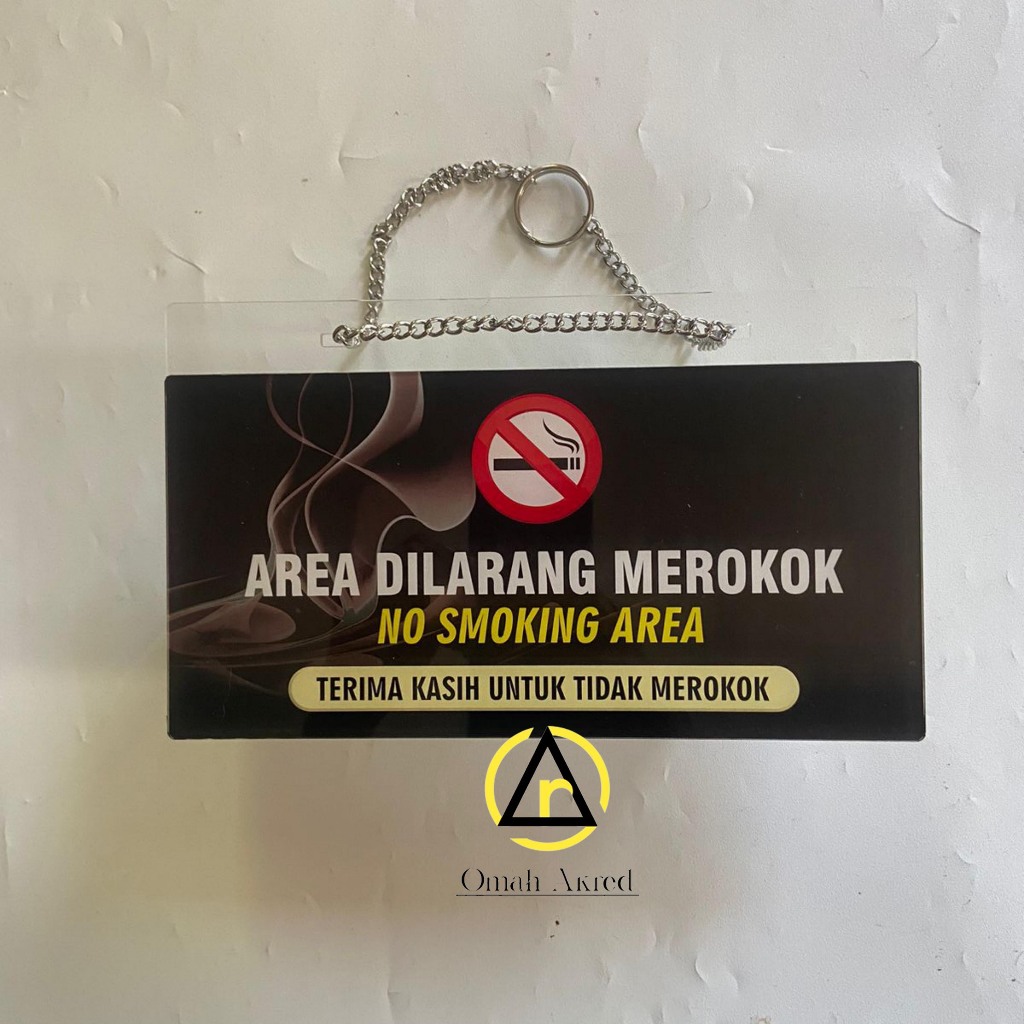 AREA DILARANG MEROKOK
NO SMOKING AREA
TERIMA KASIH UNTUK TIDAK MEROKOK
r
Omah Akred